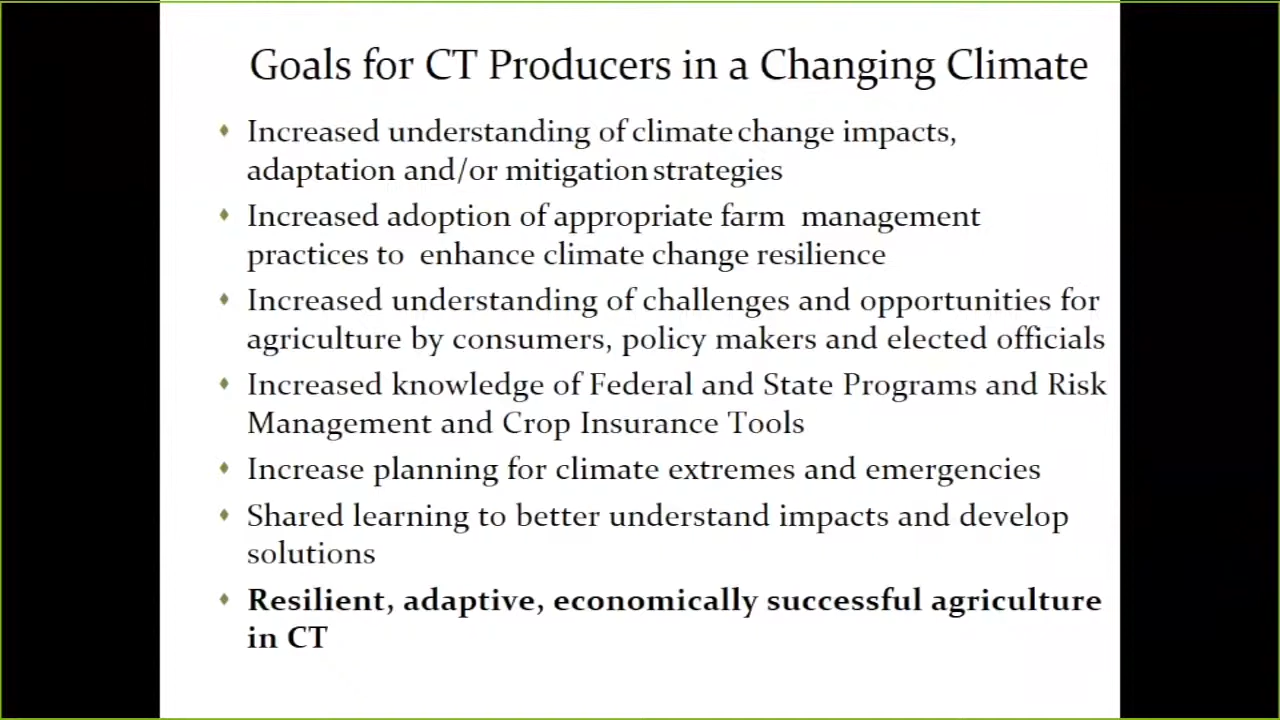 Goals for CT Producers in a Changing Climate
Increased understanding of climate change impacts,
adaptation and/or mitigation strategies
Increased adoption of appropriate farm management
practices to enhance climate change resilience
Increased understanding of challenges and opportunities for
agriculture by consumers, policy makers and elected officials
Increased knowledge of Federal and State Programs and Risk
Management and Crop Insurance Tools
Increase planning for climate extremes and emergencies
Shared learning to better understand impacts and develop
solutions
Resilient, adaptive, economically successful agriculture
in CT